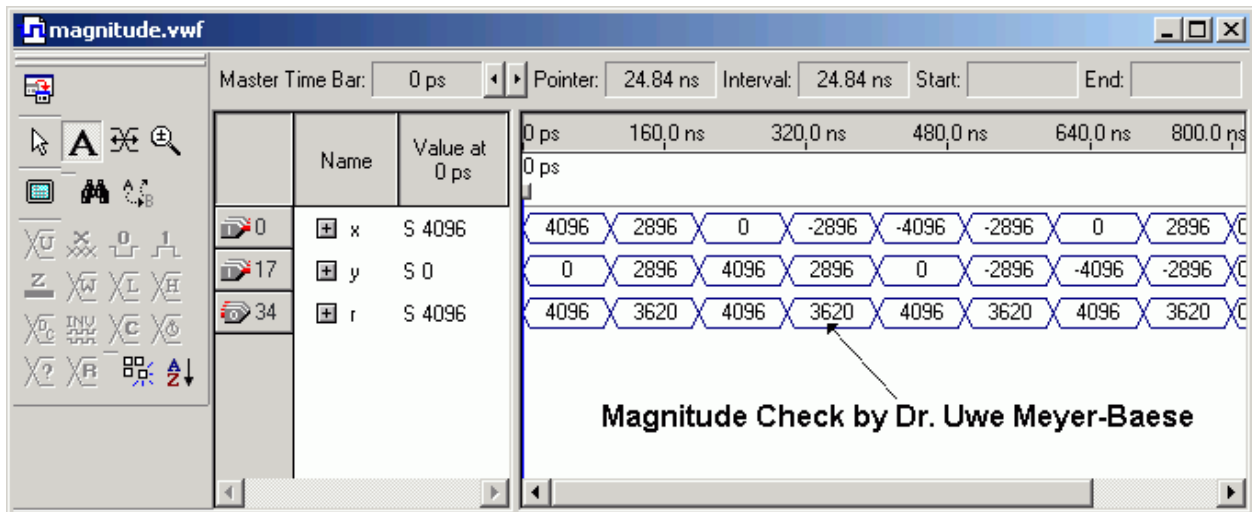 magnitude.vwf
Master Time Bar: 0 ps Pointer: 24.84 ns Interval: 24.84 ns Start: End:
Name Value at 0 ps
0 ps 160.0 ns 320.0 ns 480.0 ns 640.0 ns 800.0 ns
0 ps
0 x S 4096 4096 2896 0 -2896 -4096 -2896 0 2896
17 y S 0 0 2896 4096 2896 0 -2896 -4096 -2896
34 r S 4096 4096 3620 4096 3620 4096 3620 4096 3620
Magnitude Check by Dr. Uwe Meyer-Baese